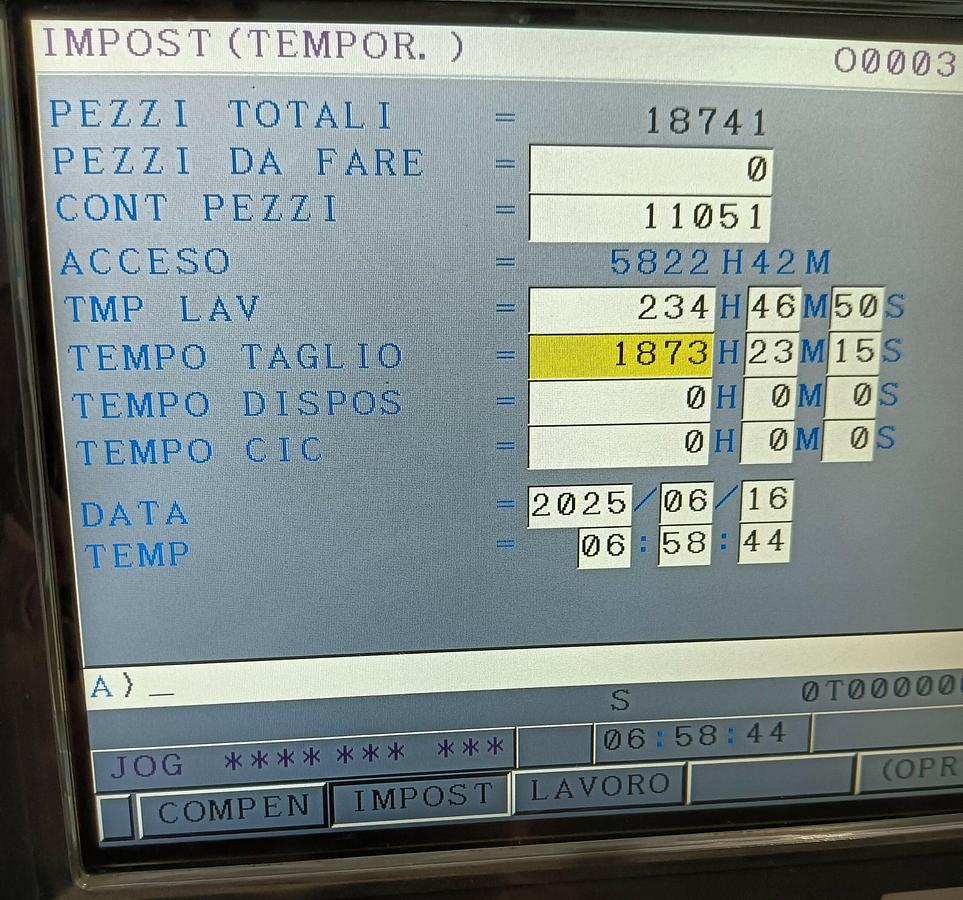 IMPOST (TEMPOR. ) O0003
PEZZI TOTALI = 18741
PEZZI DA FARE = 0
CONT PEZZI = 11051
ACCESO = 5822H42M
TMP LAV = 234H46M50S
TEMPO TAGLIO = 1873H23M15S
TEMPO DISPOS = 0H 0M 0S
TEMPO CIC = 0H 0M 0S
DATA = 2025/06/16
TEMP = 06:58:44
A)_
S 0T00000
JOG **** *** *** 06:58:44
COMPEN IMPOST LAVORO (OPR